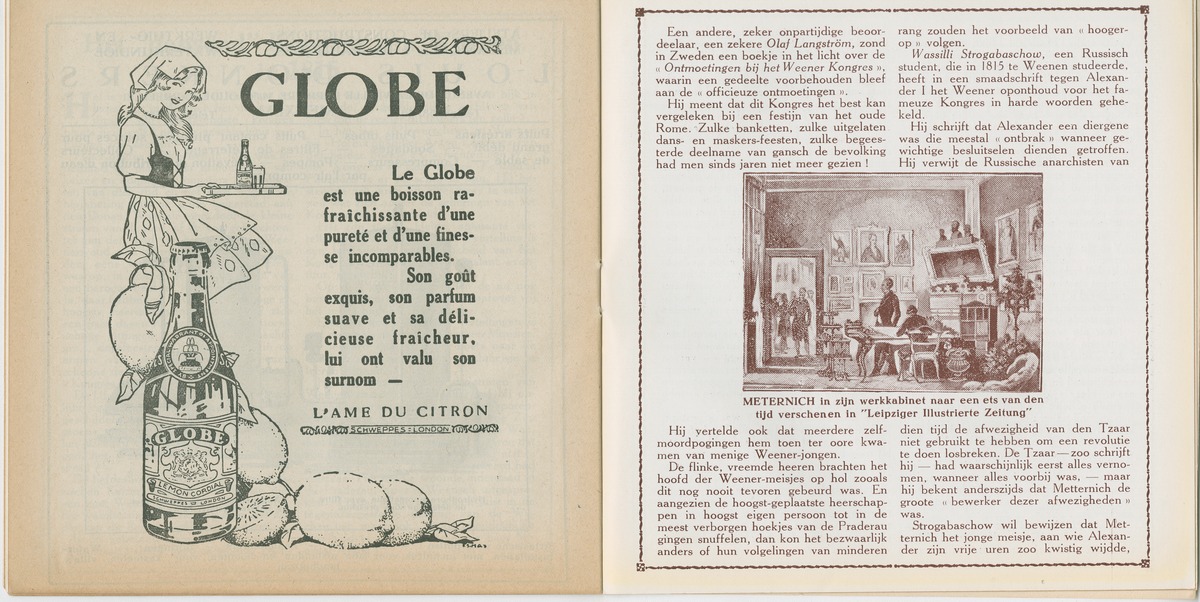 GLOBE
Le Globe
est une boisson ra-
fraîchissante d'une
pureté et d'une fines-
se incomparables.
Son goût
exquis, son parfum
suave et sa déli-
cieuse fraîcheur,
lui ont valu son
surnom —
L'AME DU CITRON
SCHWEPPES=LONDON
GLOBE
LEMON CORDIAL
SCHWEPPES LD LONDON
Een andere, zeker onpartijdige beoor-
deelaar, een zekere Olaf Langström, zond
in Zweden een boekje in het licht over de
« Ontmoetingen bij het Weener Kongres »,
waarin een gedeelte voorbehouden bleef
aan de « officieuze ontmoetingen ».
Hij meent dat dit Kongres het best kan
vergeleken bij een festijn van het oude
Rome. Zulke banketten, zulke uitgelaten
dans- en maskers-feesten, zulke begees-
terde deelname van gansch de bevolking
had men sinds jaren niet meer gezien !
rang zouden het voorbeeld van « hooger-
op » volgen.
Wassilli Strogabaschow, een Russisch
student, die in 1815 te Weenen studeerde,
heeft in een smaadschrift tegen Alexan-
der I het Weener oponthoud voor het fa-
meuze Kongres in harde woorden gehe-
keld.
Hij schrijft dat Alexander een diergene
was die meestal « ontbrak » wanneer ge-
wichtige besluitselen dienden getroffen.
Hij verwijt de Russische anarchisten van
METERNICH in zijn werkkabinet naar een ets van den
tijd verschenen in "Leipziger Illustrierte Zeitung"
Hij yertelde ook dat meerdere zelf-
moordpogingen hem toen ter oore kwa-
men van menige Weener-jongen.
De flinke, vreemde heeren brachten het
hoofd der Weener-meisjes op hol zooals
dit nog nooit tevoren gebeurd was. En
aangezien de hoogst-geplaatste heerschap-
pen in hoogst eigen persoon tot in de
meest verborgen hoekjes van de Praderau
gingen snuffelen, dan kon het bezwaarlijk
anders of hun volgelingen van minderen
dien tijd de afwezigheid van den Tzaar
niet gebruikt te hebben om een revolutie
te doen losbreken. De Tzaar — zoo schrijft
hij — had waarschijnlijk eerst alles verno-
men, wanneer alles voorbij was, — maar
hij bekent anderszijds dat Metternich de
groote « bewerker dezer afwezigheden »
was.
Strogabaschow wil bewijzen dat Met-
ternich het jonge meisje, aan wie Alexan-
der zijn vrije uren zoo kwistig wijdde,